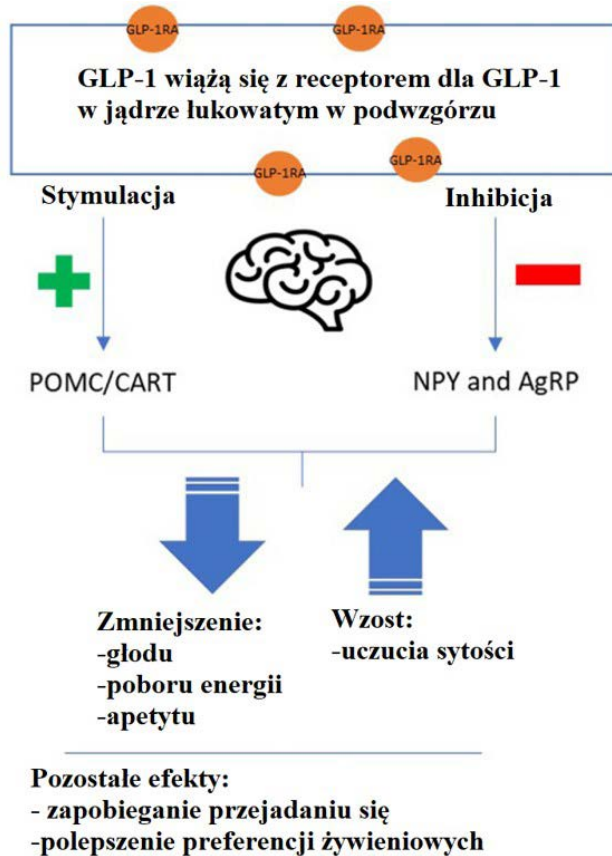 GLP-1RA GLP-1RA
GLP-1 wiążą się z receptorem dla GLP-1
w jądrze łukowatym w podwzgórzu
GLP-1RA GLP-1RA
Stymulacja Inhibicja
POMC/CART NPY and AgRP
Zmniejszenie:
-głodu
-poboru energii
-apetytu
Wzost:
-uczucia sytości
Pozostałe efekty:
- zapobieganie przejadaniu się
-polepszenie preferencji żywieniowych